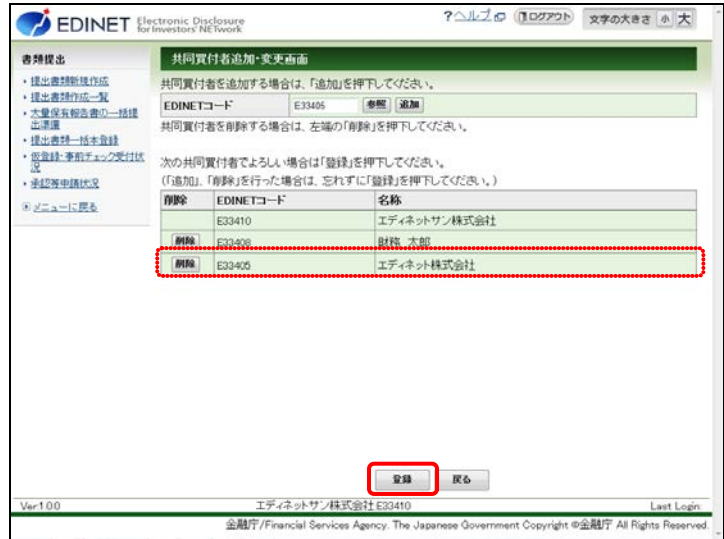 EDINET Electronic Disclosure for Investors' NETwork
?ヘルプ ログアウト 文字の大きさ 小 大
書類提出
・提出書類新規作成
・提出書類作成一覧
・大量保有報告書の一括提出準備
・提出書類一括本登録
・仮登録・事前チェック受付状況
・承認等申請状況
メニューに戻る
共同買付者追加・変更画面
共同買付者を追加する場合は、「追加」を押下してください。
EDINETコード E33405 参照 追加
共同買付者を削除する場合は、左端の「削除」を押下してください。
次の共同買付者でよろしい場合は「登録」を押下してください。
(「追加」、「削除」を行った場合は、忘れずに「登録」を押下してください。)
削除 EDINETコード 名称
E33410 エディネットサン株式会社
削除 E33408 財務 太郎
削除 E33405 エディネット株式会社
登録 戻る
Ver.1.0.0 エディネットサン株式会社:E33410 Last Login:
金融庁/Financial Services Agency. The Japanese Government Copyright ©金融庁 All Rights Reserved.